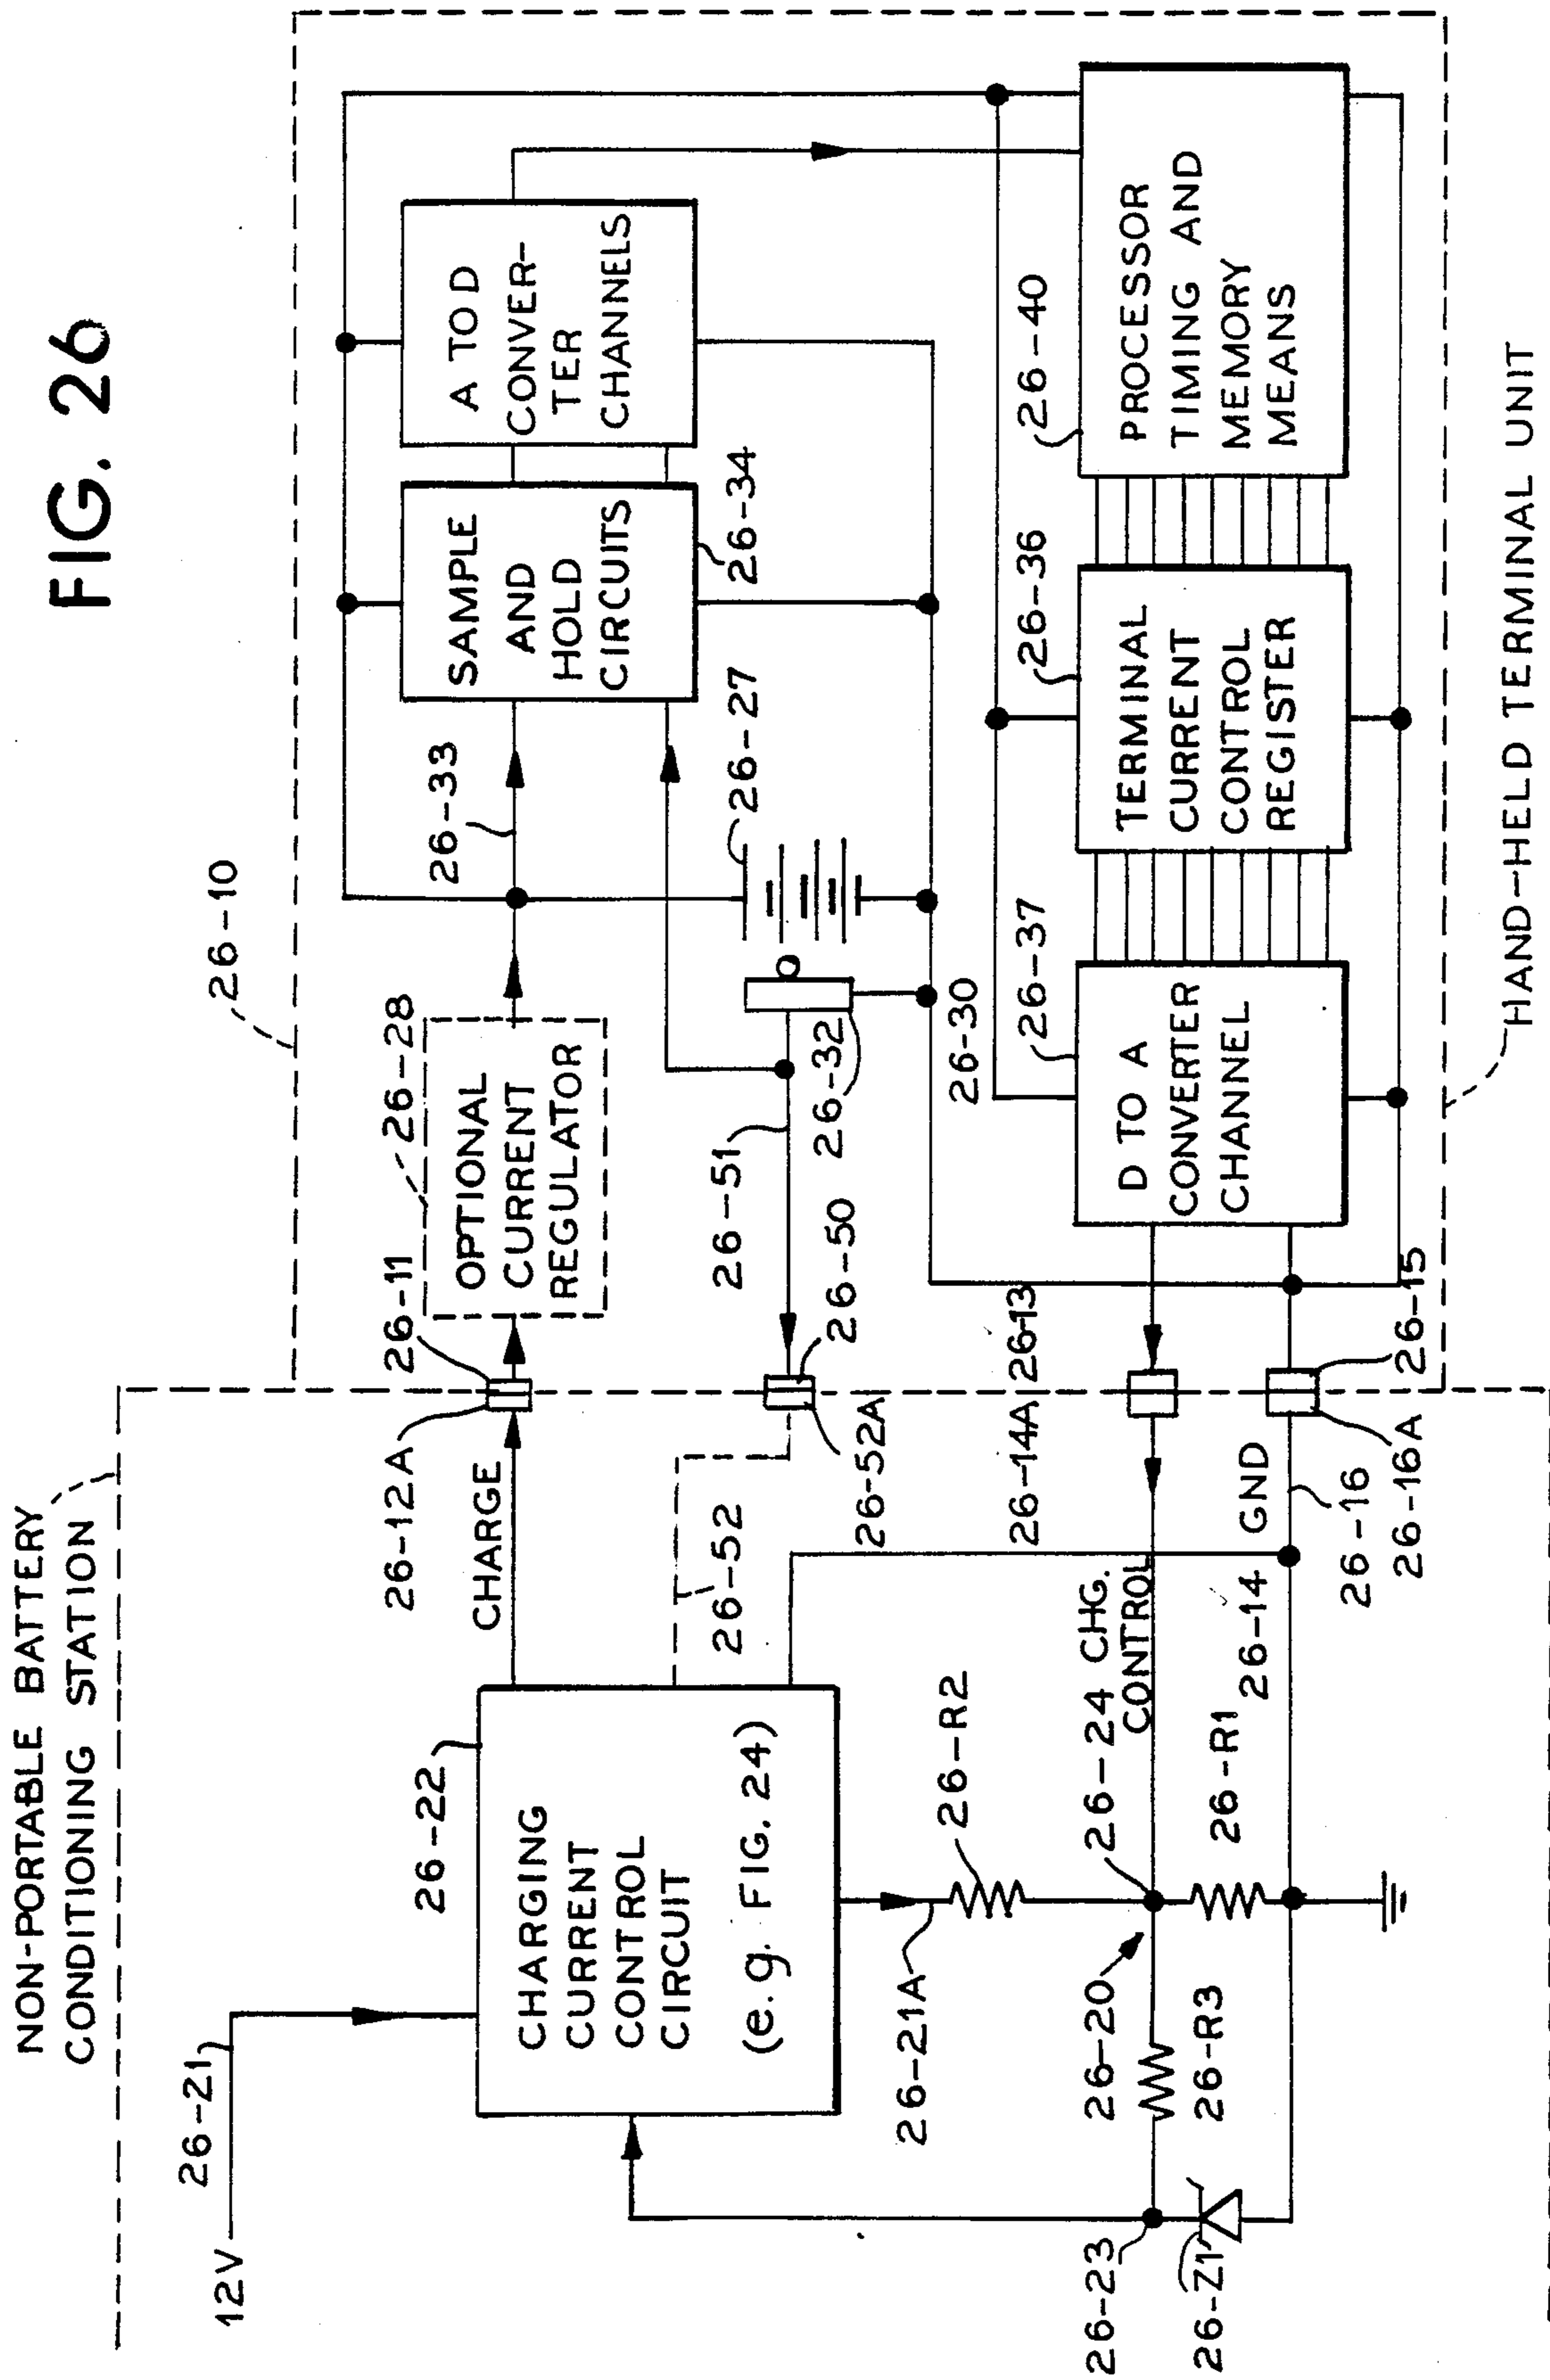 FIG. 26
NON-PORTABLE BATTERY
CONDITIONING STATION
26-10
12V
26-21
26-22
CHARGING
CURRENT
CONTROL
CIRCUIT
(e.g. FIG. 24)
CHARGE
26-12A
26-11
26-28
OPTIONAL
CURRENT
REGULATOR
26-33
SAMPLE
AND
HOLD
CIRCUITS
26-34
A TO D
CONVER-
TER
CHANNELS
26-52
26-52A
26-50
26-51
26-32
26-27
26-21A
26-R2
26-23
26-Z1
26-20
26-R3
26-24 CHG.
CONTROL
26-R1
26-14
26-14A
26-13
GND
26-16
26-16A
26-15
26-30
26-37
D TO A
CONVERTER
CHANNEL
26-36
TERMINAL
CURRENT
CONTROL
REGISTER
26-40
PROCESSOR
TIMING AND
MEMORY
MEANS
HAND-HELD TERMINAL UNIT